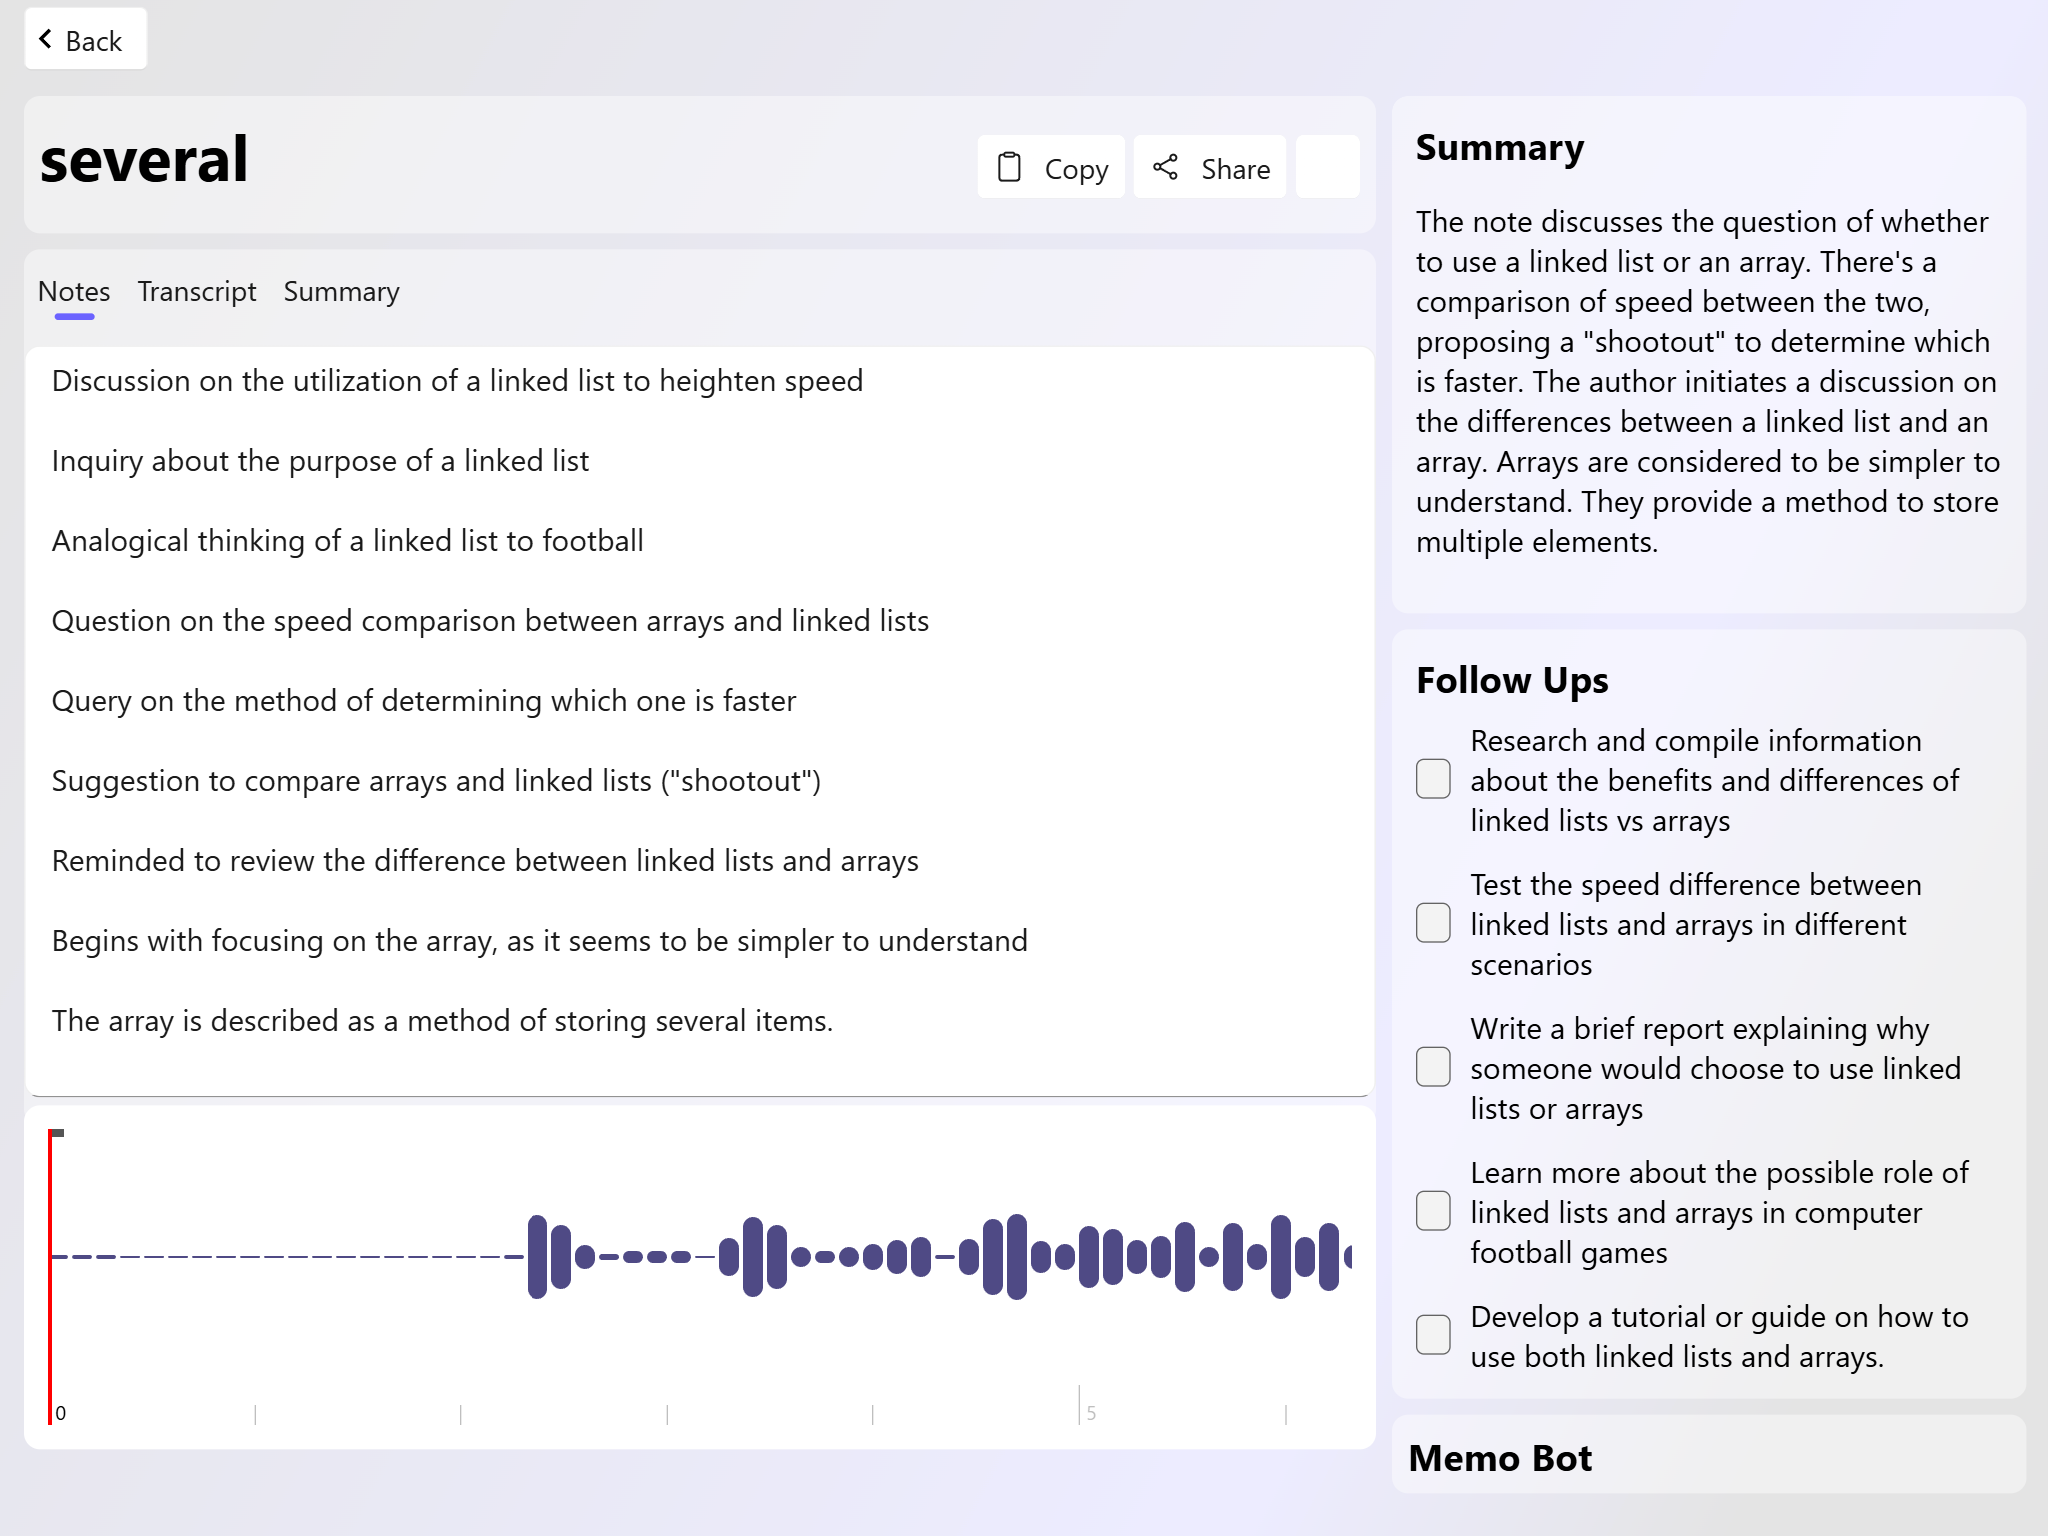 Back
several
Copy
Share
Notes
Transcript
Summary
Discussion on the utilization of a linked list to heighten speed
Inquiry about the purpose of a linked list
Analogical thinking of a linked list to football
Question on the speed comparison between arrays and linked lists
Query on the method of determining which one is faster
Suggestion to compare arrays and linked lists ("shootout")
Reminded to review the difference between linked lists and arrays
Begins with focusing on the array, as it seems to be simpler to understand
The array is described as a method of storing several items.
0
5
Summary
The note discusses the question of whether
to use a linked list or an array. There's a
comparison of speed between the two,
proposing a "shootout" to determine which
is faster. The author initiates a discussion on
the differences between a linked list and an
array. Arrays are considered to be simpler to
understand. They provide a method to store
multiple elements.
Follow Ups
Research and compile information
about the benefits and differences of
linked lists vs arrays
Test the speed difference between
linked lists and arrays in different
scenarios
Write a brief report explaining why
someone would choose to use linked
lists or arrays
Learn more about the possible role of
linked lists and arrays in computer
football games
Develop a tutorial or guide on how to
use both linked lists and arrays.
Memo Bot